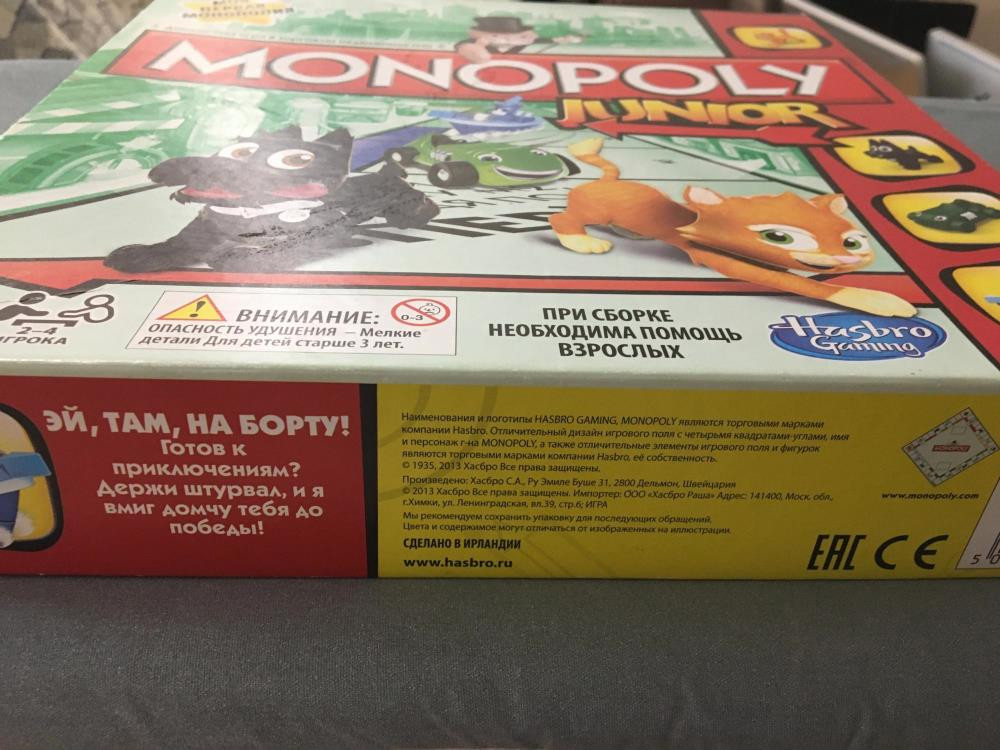 ПЕРВАЯ
МОНОПОЛИЯ
MONOPOLY
JUNIOR
2–4
ИГРОКА
ВНИМАНИЕ:
0-3
ОПАСНОСТЬ УДУШЕНИЯ — Мелкие
детали Для детей старше 3 лет.
ПРИ СБОРКЕ
НЕОБХОДИМА ПОМОЩЬ
ВЗРОСЛЫХ
Hasbro
Gaming
ЭЙ, ТАМ, НА БОРТУ!
Готов к
приключениям?
Держи штурвал, и я
вмиг домчу тебя до
победы!
Наименования и логотипы HASBRO GAMING, MONOPOLY являются торговыми марками
компании Hasbro. Отличительный дизайн игрового поля с четырьмя квадратами-углами, имя
и персонаж г-на MONOPOLY, а также отличительные элементы игрового поля и фигурок
являются торговыми марками компании Hasbro, её собственность.
© 1935, 2013 Хасбро Все права защищены.
Произведено: Хасбро С.А., Ру Эмиле Буше 31, 2800 Дельмон, Швейцария
© 2013 Хасбро Все права защищены. Импортер: ООО «Хасбро Раша» Адрес: 141400, Моск. обл.,
г.Химки, ул. Ленинградская, вл.39, стр.6; ИГРА
Мы рекомендуем сохранить упаковку для последующих обращений.
Цвета и содержимое могут отличаться от изображенных на иллюстрации.
СДЕЛАНО В ИРЛАНДИИ
www.hasbro.ru
MONOPOLY
www.monopoly.com
EAC CE
5 0